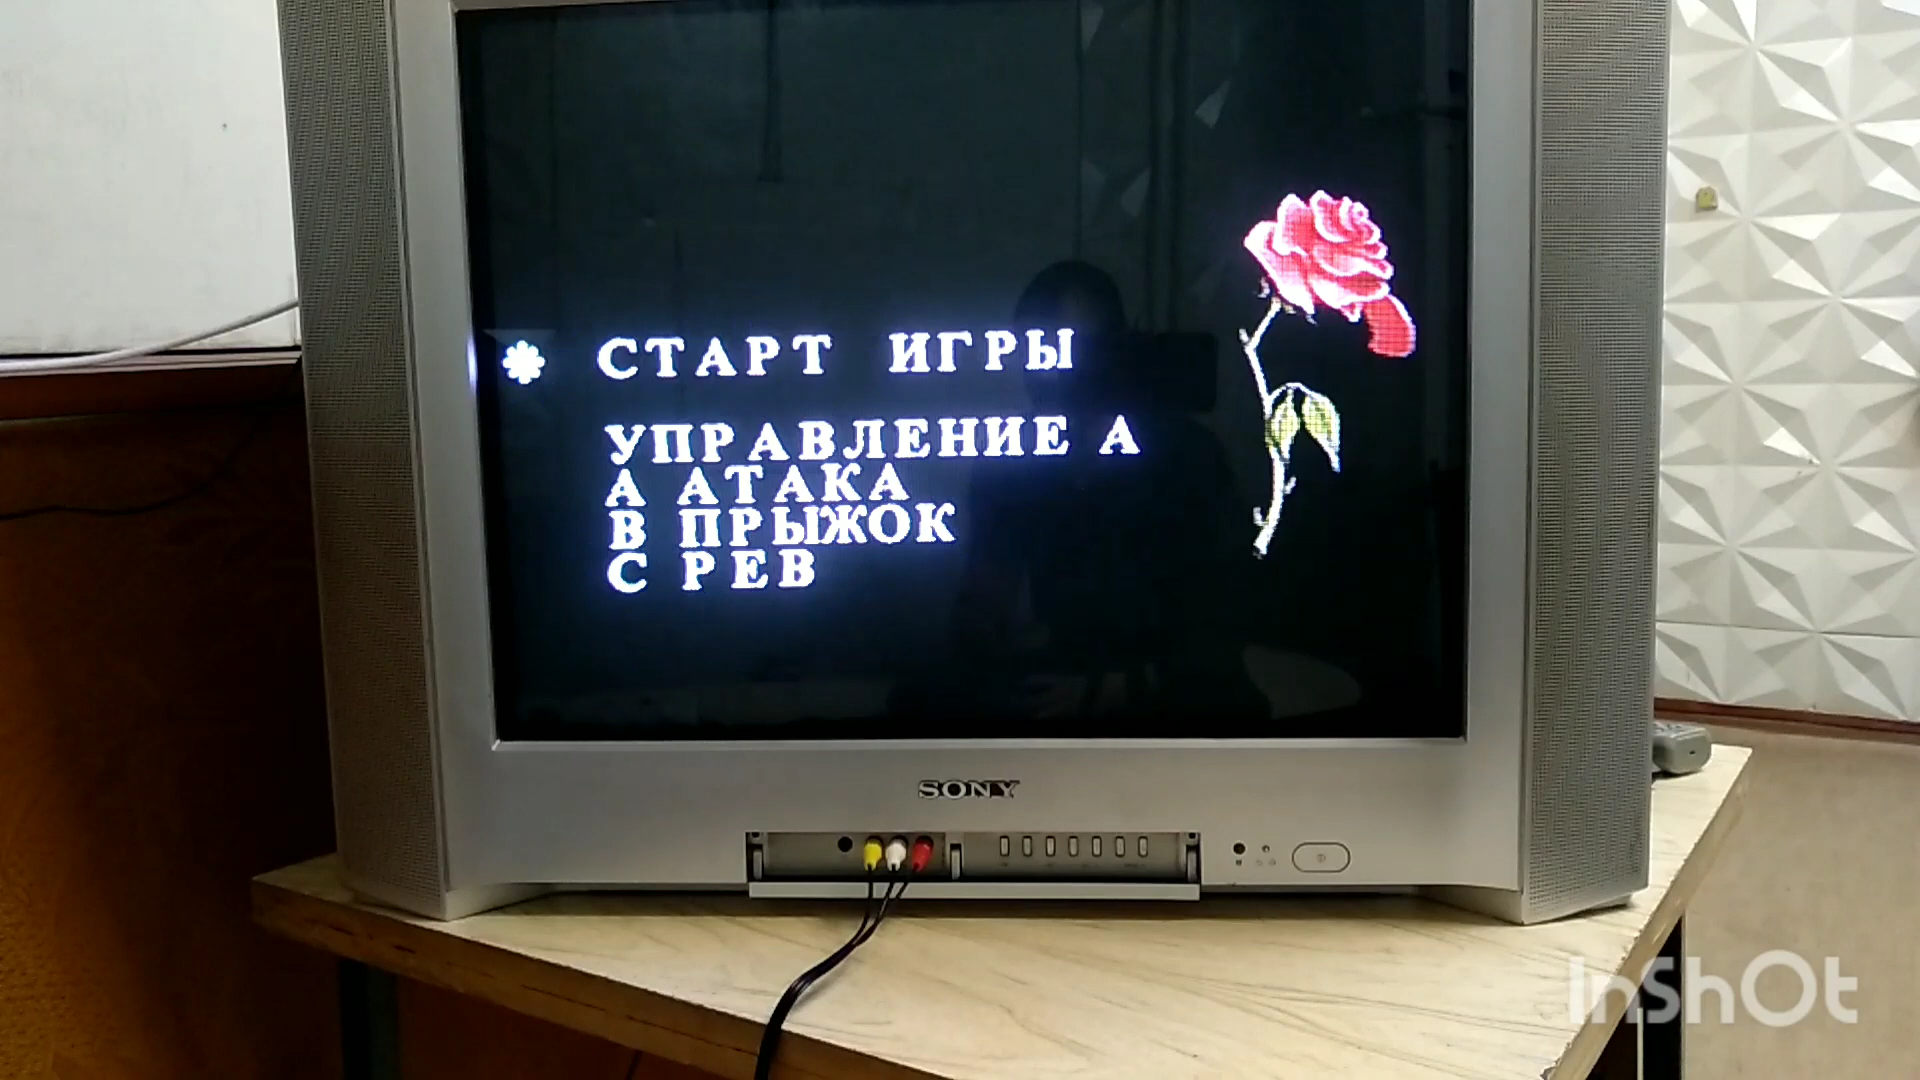 СТАРТ ИГРЫ
УПРАВЛЕНИЕ А
А АТАКА
В ПРЫЖОК
С РЕВ
SONY
InShOt